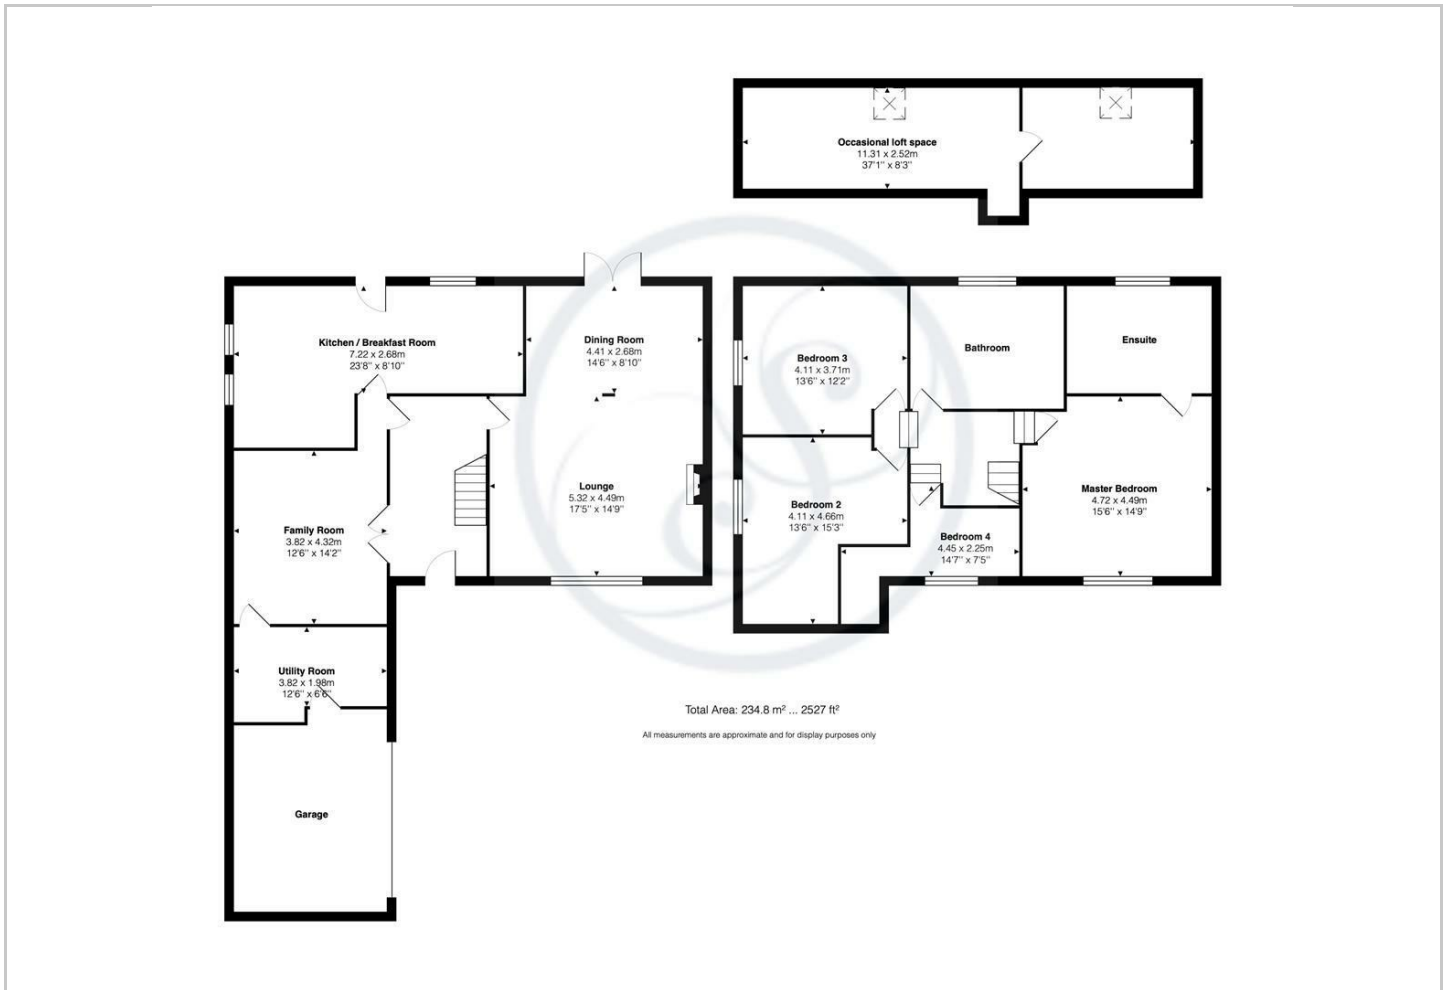 Occasional loft space
11.31 x 2.52m
37'1'' x 8'3''
Kitchen / Breakfast Room
7.22 x 2.68m
23'8'' x 8'10''
Dining Room
4.41 x 2.68m
14'6'' x 8'10''
Lounge
5.32 x 4.49m
17'5'' x 14'9''
Family Room
3.82 x 4.32m
12'6'' x 14'2''
Utility Room
3.82 x 1.98m
12'6'' x 6'6''
Garage
Bedroom 3
4.11 x 3.71m
13'6'' x 12'2''
Bathroom
Ensuite
Bedroom 2
4.11 x 4.66m
13'6'' x 15'3''
Master Bedroom
4.72 x 4.49m
15'6'' x 14'9''
Bedroom 4
4.45 x 2.25m
14'7'' x 7'5''
Total Area: 234.8 m² ... 2527 ft²
All measurements are approximate and for display purposes only